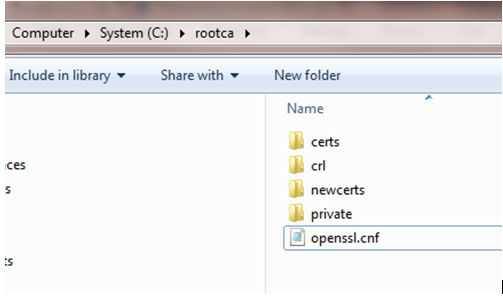 Computer System (C:) rootca
Include in library Share with New folder
Name
certs
ces
crl
s
newcerts
private
openssl.cnf
ts